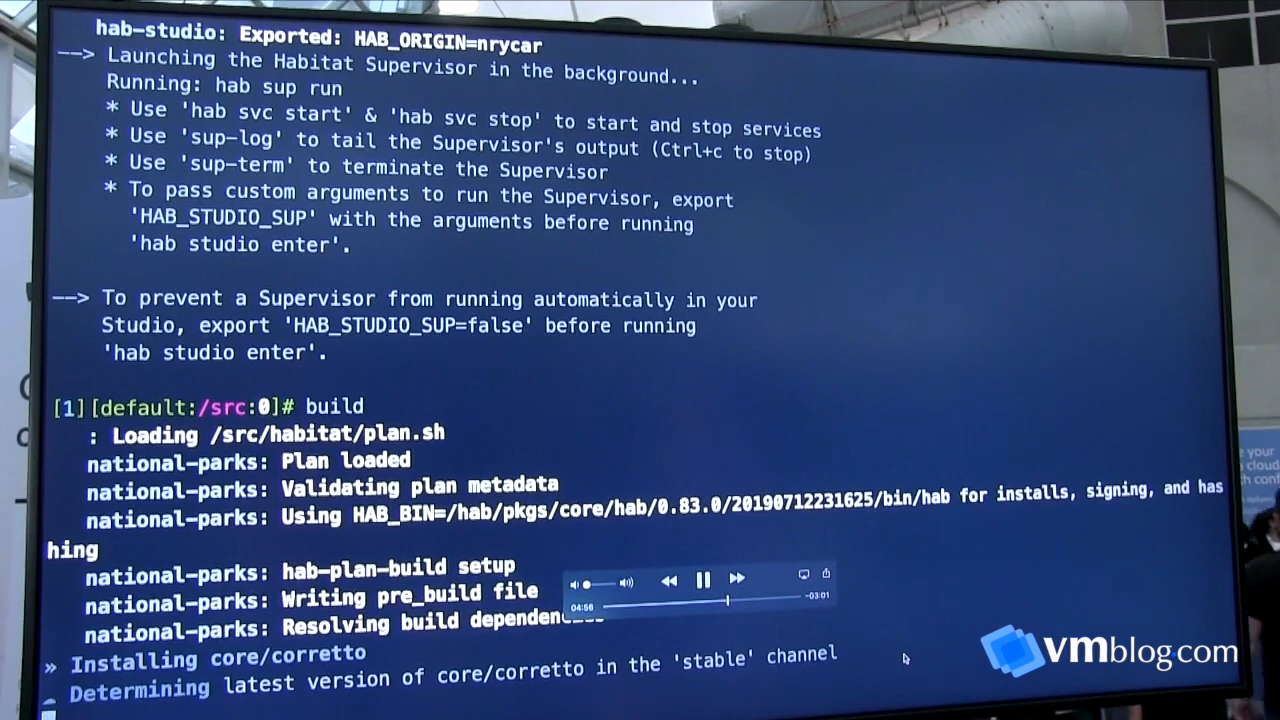 hab-studio: Exported: HAB_ORIGIN=nrycar
——> Launching the Habitat Supervisor in the background...
Running: hab sup run
* Use 'hab svc start' & 'hab svc stop' to start and stop services
* Use 'sup-log' to tail the Supervisor's output (Ctrl+c to stop)
* Use 'sup-term' to terminate the Supervisor
* To pass custom arguments to run the Supervisor, export
'HAB_STUDIO_SUP' with the arguments before running
'hab studio enter'.
——> To prevent a Supervisor from running automatically in your
Studio, export 'HAB_STUDIO_SUP=false' before running
'hab studio enter'.
[1][default:/src:0]# build
: Loading /src/habitat/plan.sh
national-parks: Plan loaded
national-parks: Validating plan metadata
national-parks: Using HAB_BIN=/hab/pkgs/core/hab/0.83.0/20190712231625/bin/hab for installs, signing, and has
hing
national-parks: hab-plan-build setup
national-parks: Writing pre_build file
national-parks: Resolving build
» Installing core/corretto
Determining latest version of core/corretto in the 'stable' channel
04:56
-03:01
vmblog.com
your
cloud